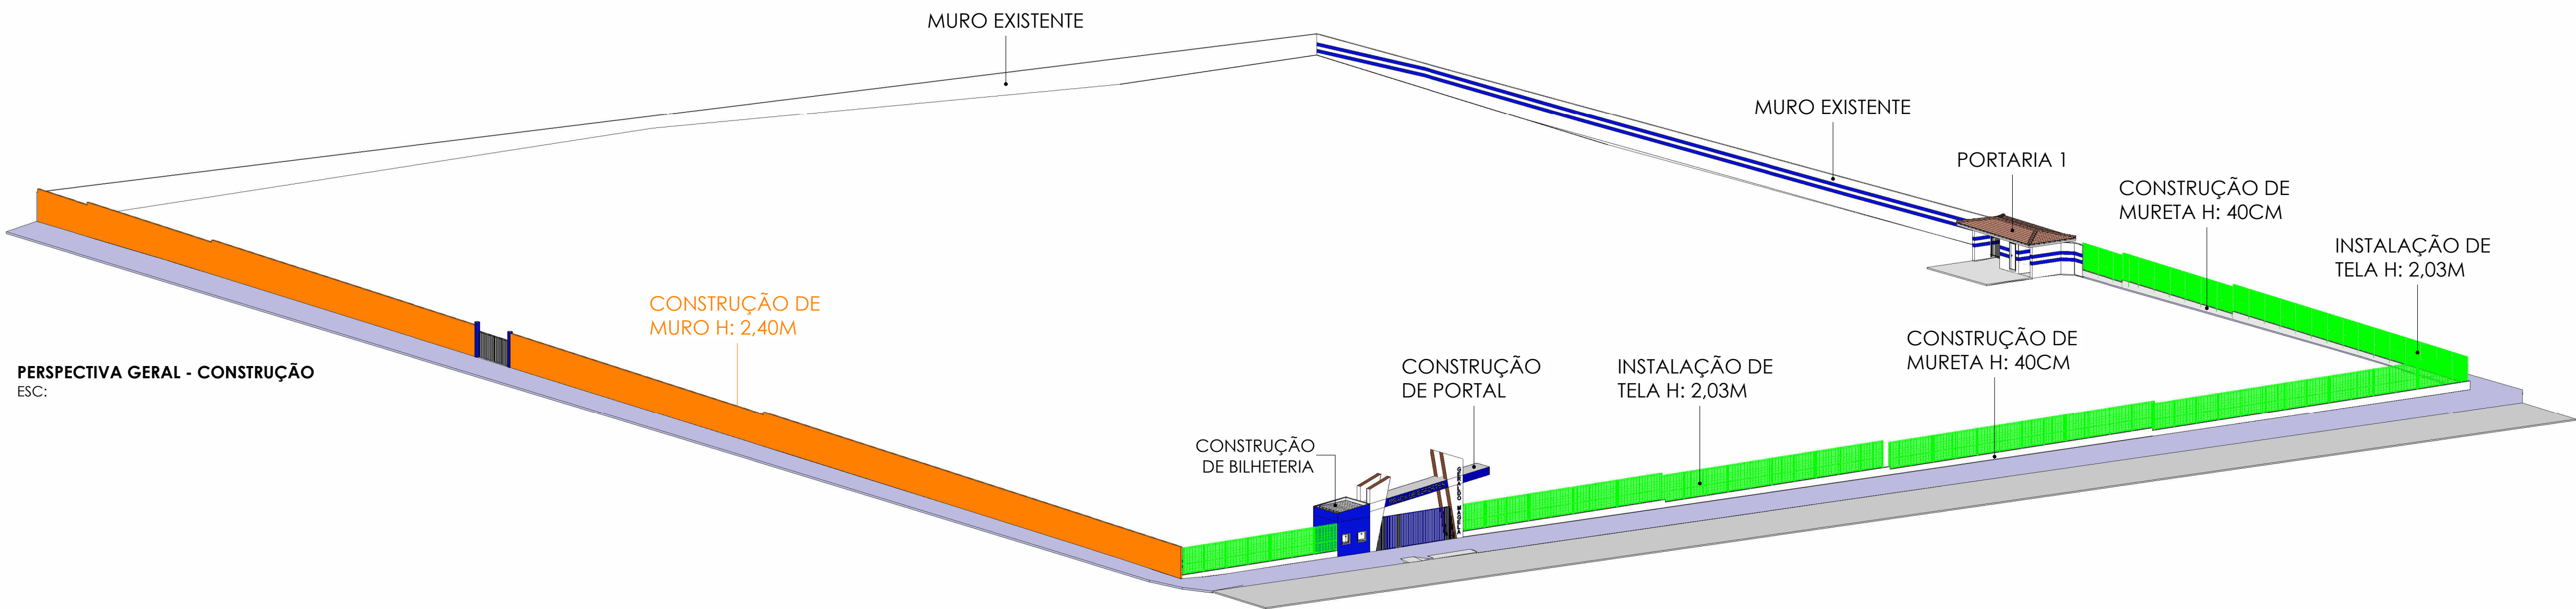 MURO EXISTENTE
MURO EXISTENTE
PORTARIA 1
CONSTRUÇÃO DE
MURETA H: 40CM
INSTALAÇÃO DE
TELA H: 2,03M
CONSTRUÇÃO DE
MURO H: 2,40M
CONSTRUÇÃO DE
MURETA H: 40CM
PERSPECTIVA GERAL - CONSTRUÇÃO
ESC:
CONSTRUÇÃO
DE PORTAL
INSTALAÇÃO DE
TELA H: 2,03M
CONSTRUÇÃO
DE BILHETERIA
GERALDO MAGELA